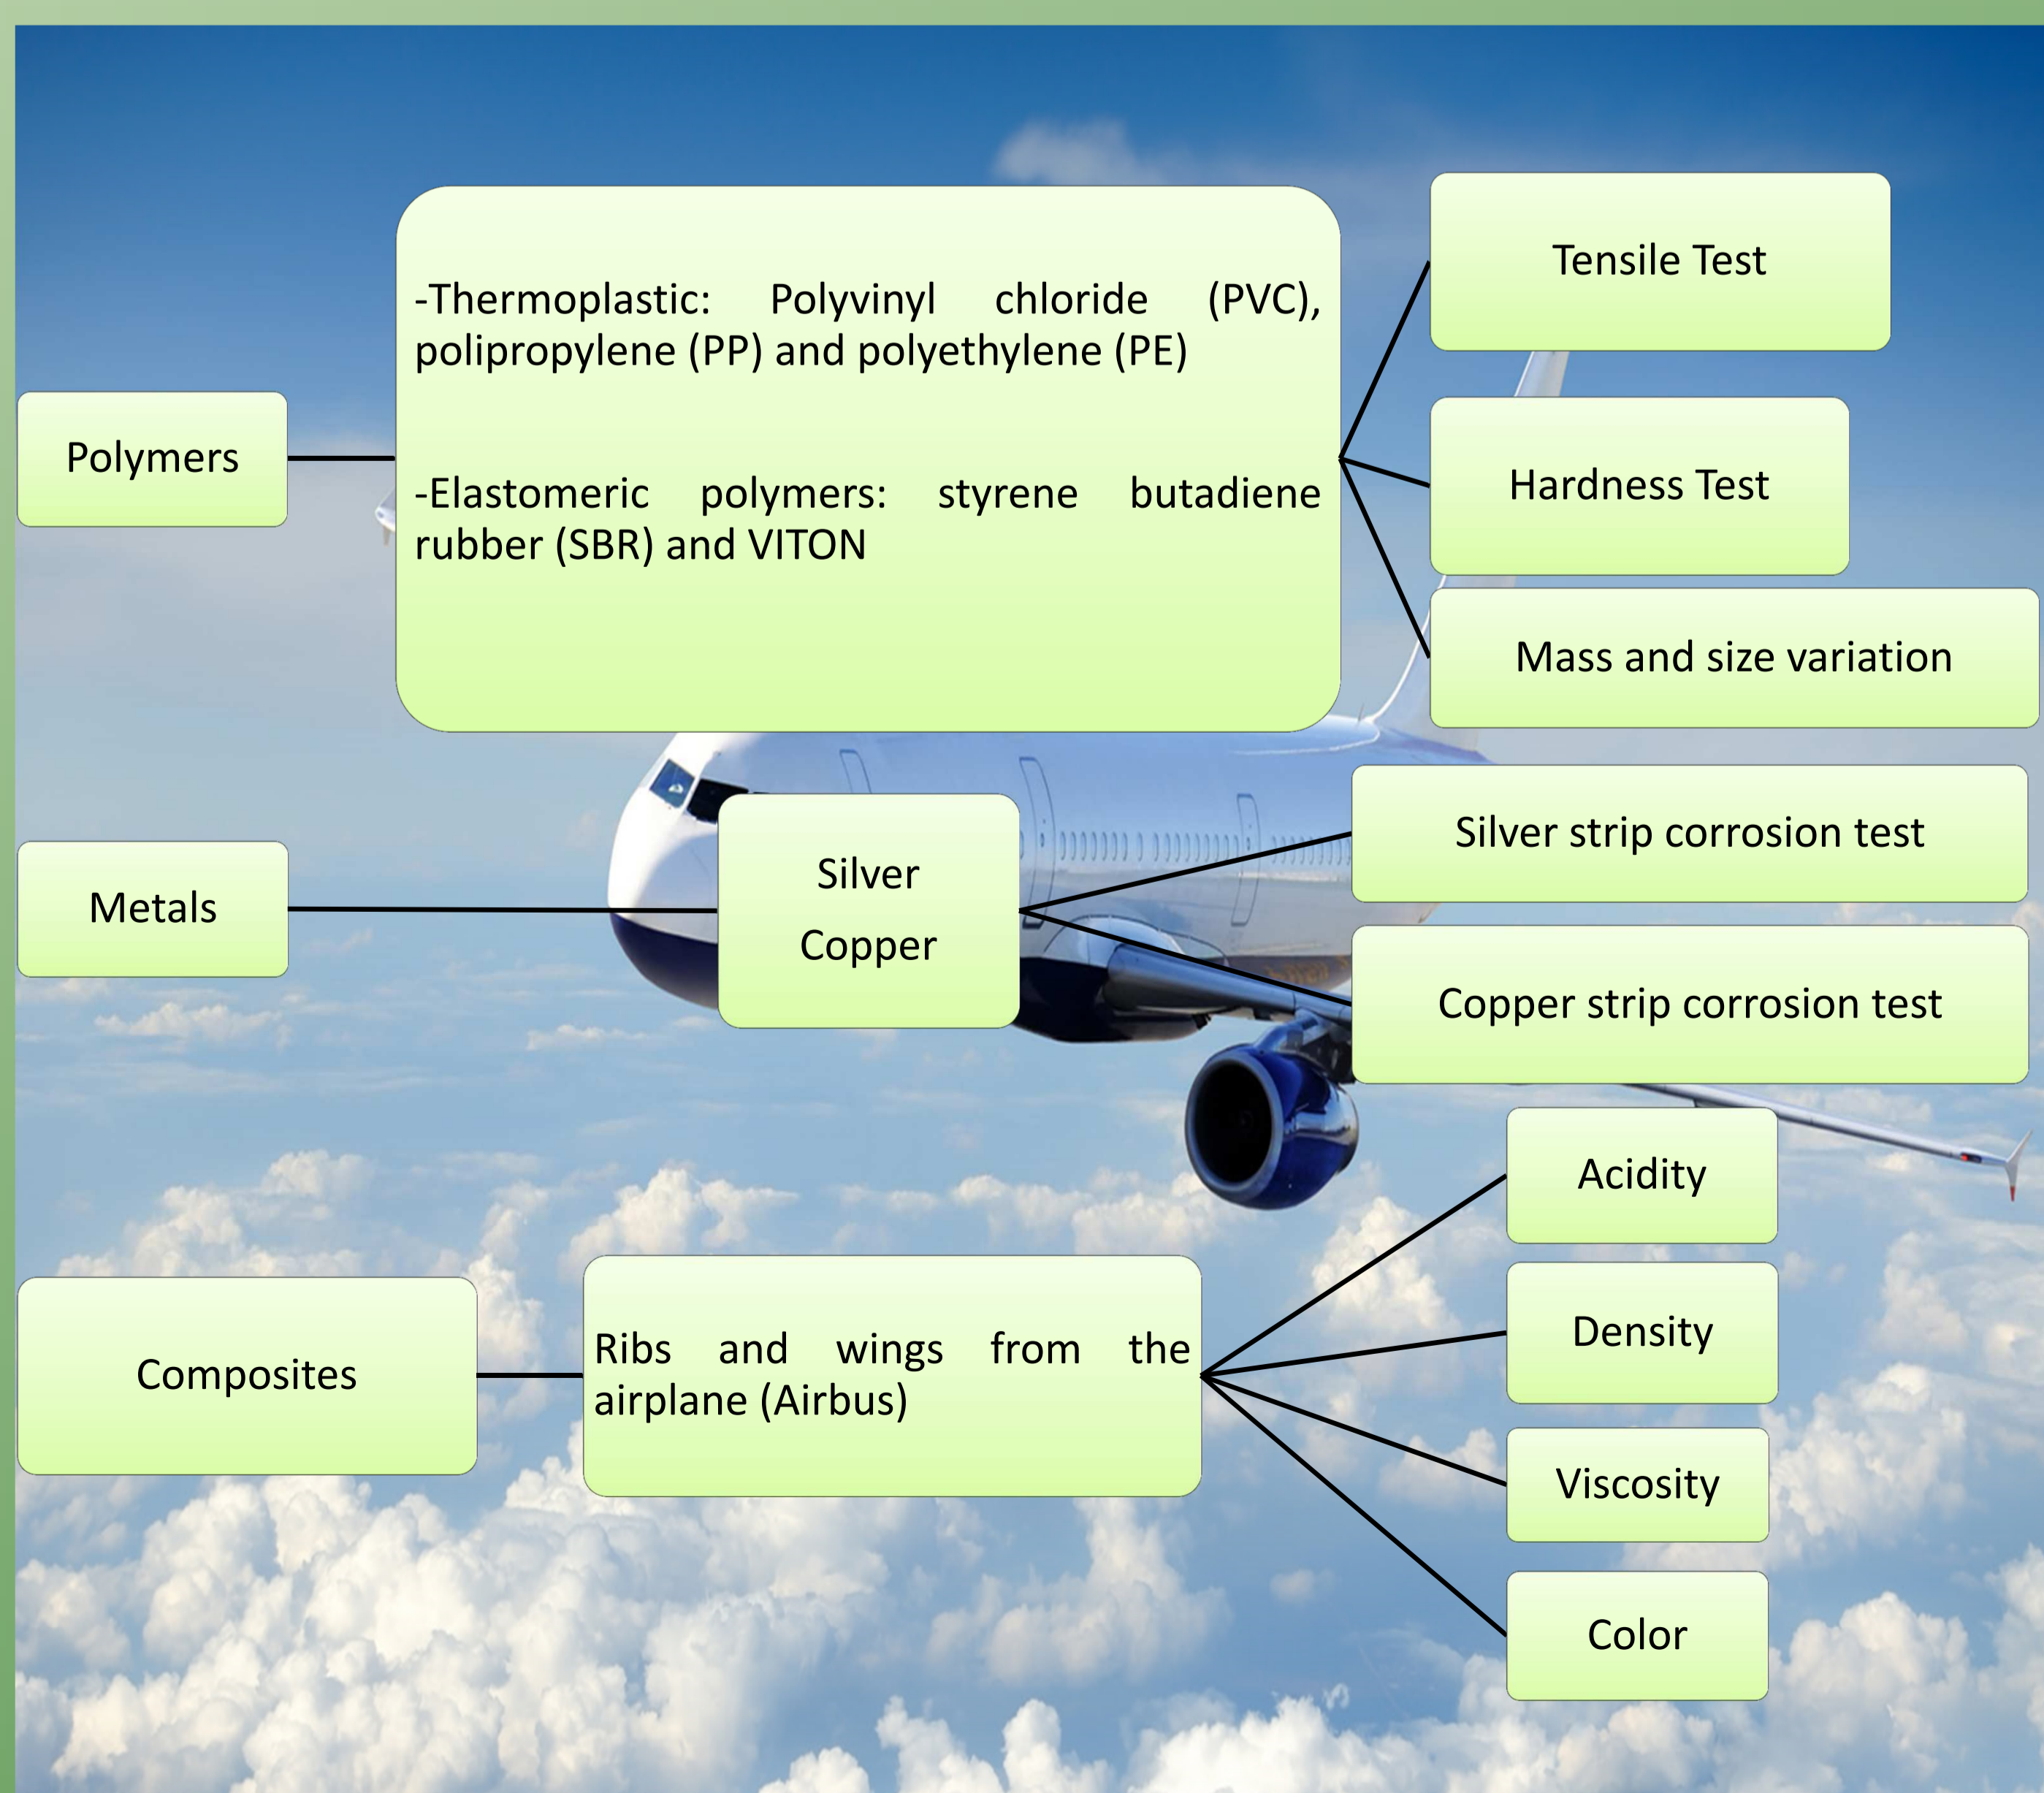 Polymers
-Thermoplastic: Polyvinyl chloride (PVC),
polipropylene (PP) and polyethylene (PE)
-Elastomeric polymers: styrene butadiene
rubber (SBR) and VITON
Tensile Test
Hardness Test
Mass and size variation
Metals
Silver
Copper
Silver strip corrosion test
Copper strip corrosion test
Composites
Ribs and wings from the
airplane (Airbus)
Acidity
Density
Viscosity
Color